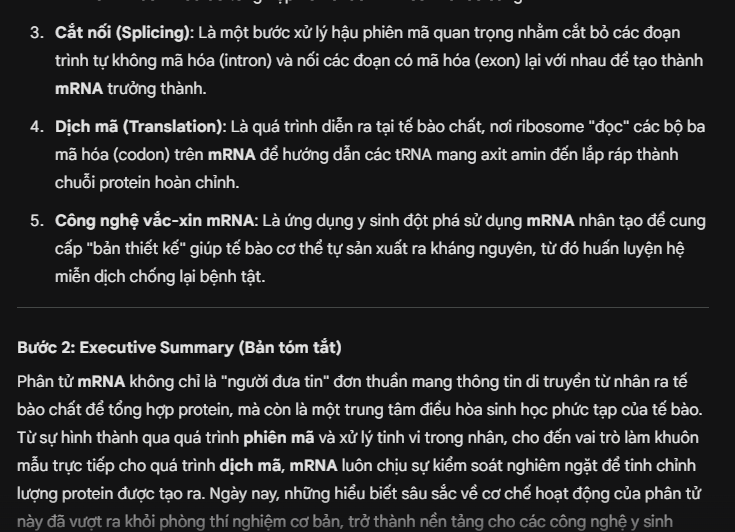 3. Cắt nối (Splicing): Là một bước xử lý hậu phiên mã quan trọng nhằm cắt bỏ các đoạn
trình tự không mã hóa (intron) và nối các đoạn có mã hóa (exon) lại với nhau để tạo thành
mRNA trưởng thành.
4. Dịch mã (Translation): Là quá trình diễn ra tại tế bào chất, nơi ribosome "đọc" các bộ ba
mã hóa (codon) trên mRNA để hướng dẫn các tRNA mang axit amin đến lắp ráp thành
chuỗi protein hoàn chỉnh.
5. Công nghệ vắc-xin mRNA: Là ứng dụng y sinh đột phá sử dụng mRNA nhân tạo để cung
cấp "bản thiết kế" giúp tế bào cơ thể tự sản xuất ra kháng nguyên, từ đó huấn luyện hệ
miễn dịch chống lại bệnh tật.
Bước 2: Executive Summary (Bản tóm tắt)
Phân tử mRNA không chỉ là "người đưa tin" đơn thuần mang thông tin di truyền từ nhân ra tế
bào chất để tổng hợp protein, mà còn là một trung tâm điều hòa sinh học phức tạp của tế bào.
Từ sự hình thành qua quá trình phiên mã và xử lý tinh vi trong nhân, cho đến vai trò làm khuôn
mẫu trực tiếp cho quá trình dịch mã, mRNA luôn chịu sự kiểm soát nghiêm ngặt để tinh chỉnh
lượng protein được tạo ra. Ngày nay, những hiểu biết sâu sắc về cơ chế hoạt động của phân tử
này đã vượt ra khỏi phòng thí nghiệm cơ bản, trở thành nền tảng cho các công nghệ y sinh